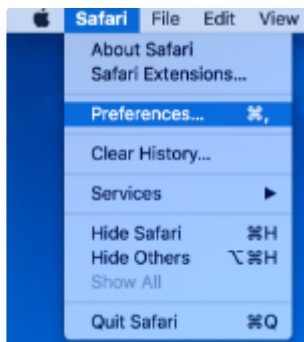 Safari File Edit View
About Safari
Safari Extensions...
Preferences... ⌘,
Clear History...
Services ▶
Hide Safari ⌘H
Hide Others ⌥⌘H
Show All
Quit Safari ⌘Q